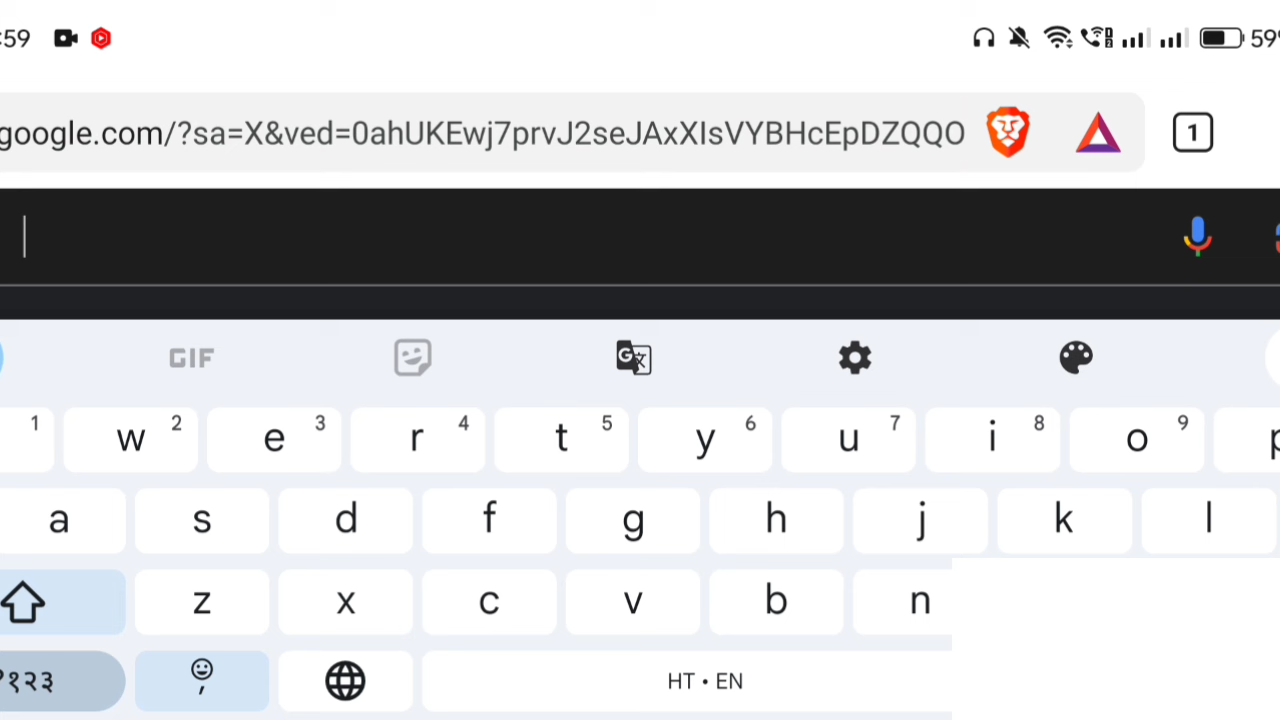 :59 59%
google.com/?sa=X&ved=0ahUKEwj7prvJ2seJAxXIsVYBHcEpDZQQO 1
GIF G
1 w 2 e 3 r 4 t 5 y 6 u 7 i 8 o 9 p
a s d f g h j k l
z x c v b n
?१२३ , HT • EN